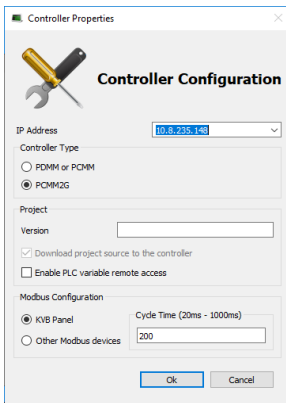 Controller Properties
Controller Configuration
IP Address
10.8.235.148
Controller Type
PDMM or PCMM
PCMM2G
Project
Version
Download project source to the controller
Enable PLC variable remote access
Modbus Configuration
KVB Panel
Cycle Time (20ms - 1000ms)
Other Modbus devices
200
Ok
Cancel